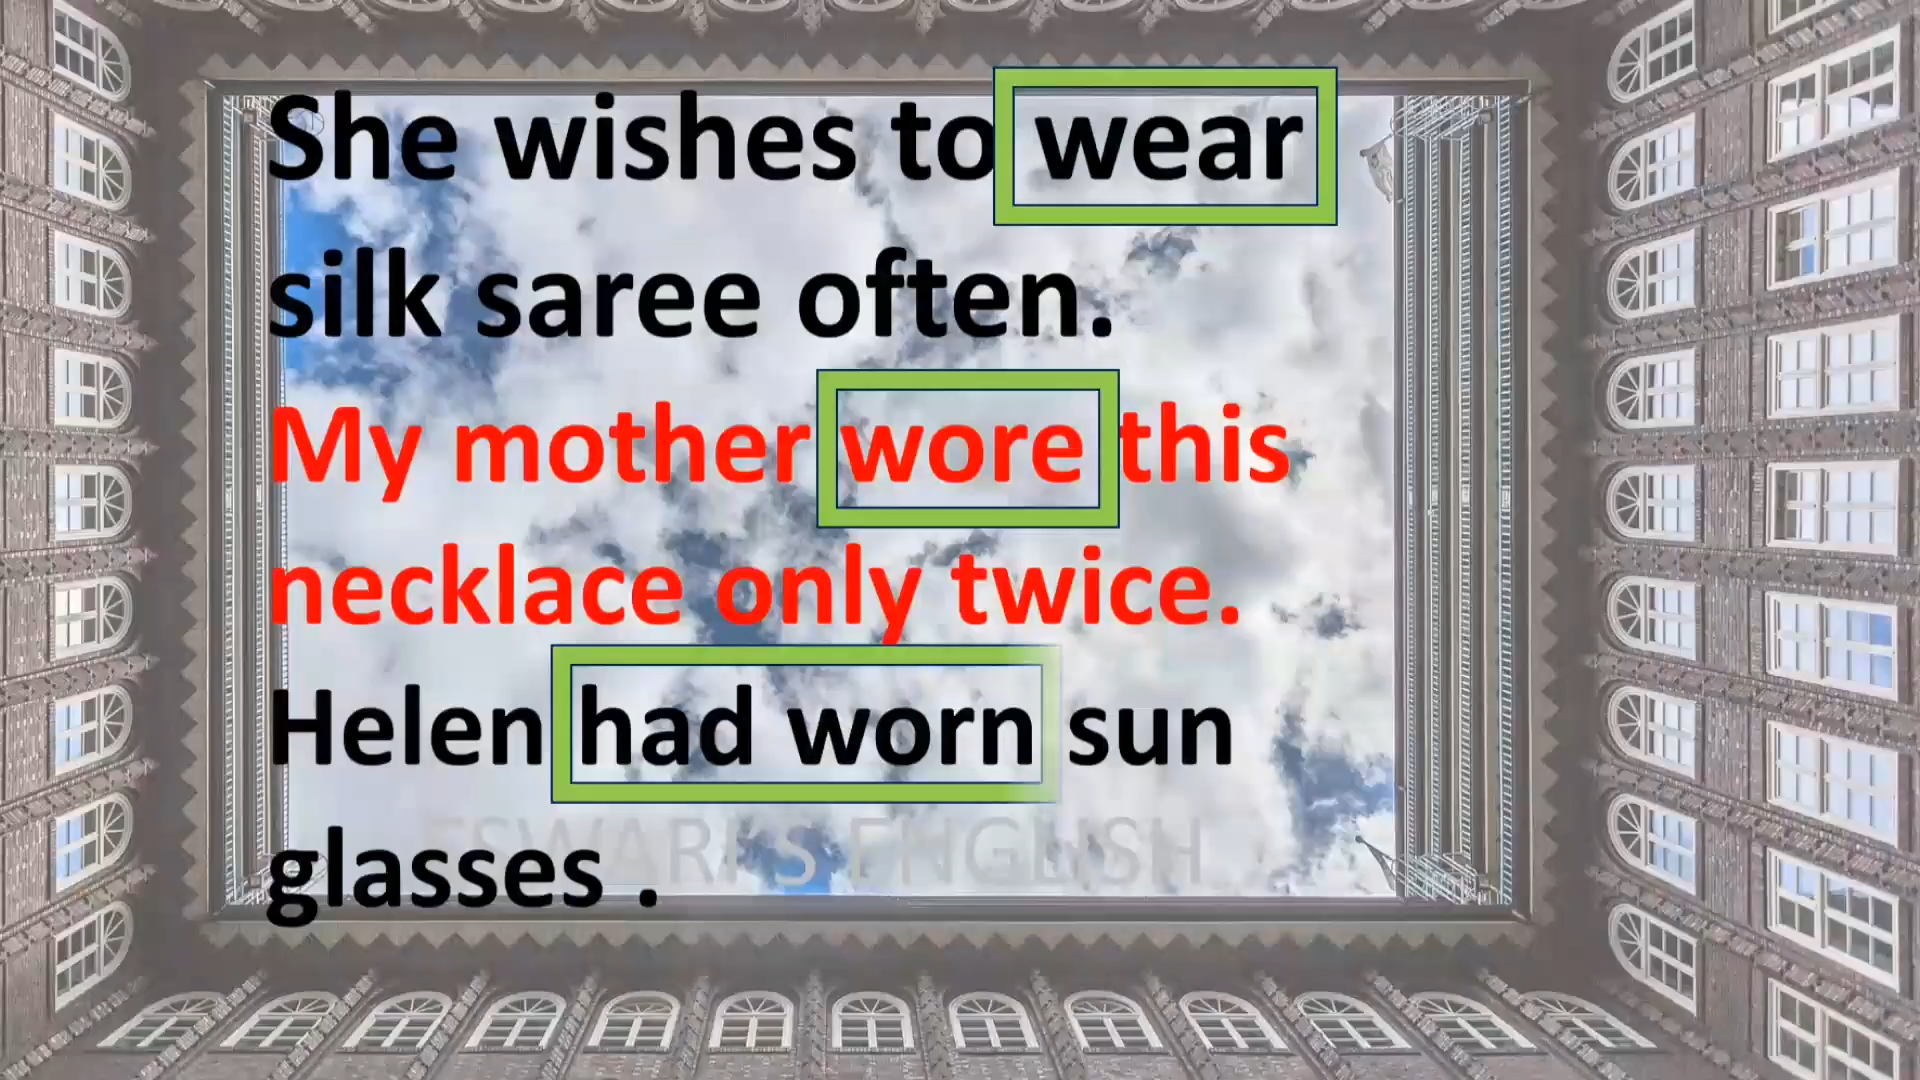 She wishes to wear
silk saree often.
My mother wore this
necklace only twice.
Helen had worn sun
glasses .
ESWARI'S ENGLISH